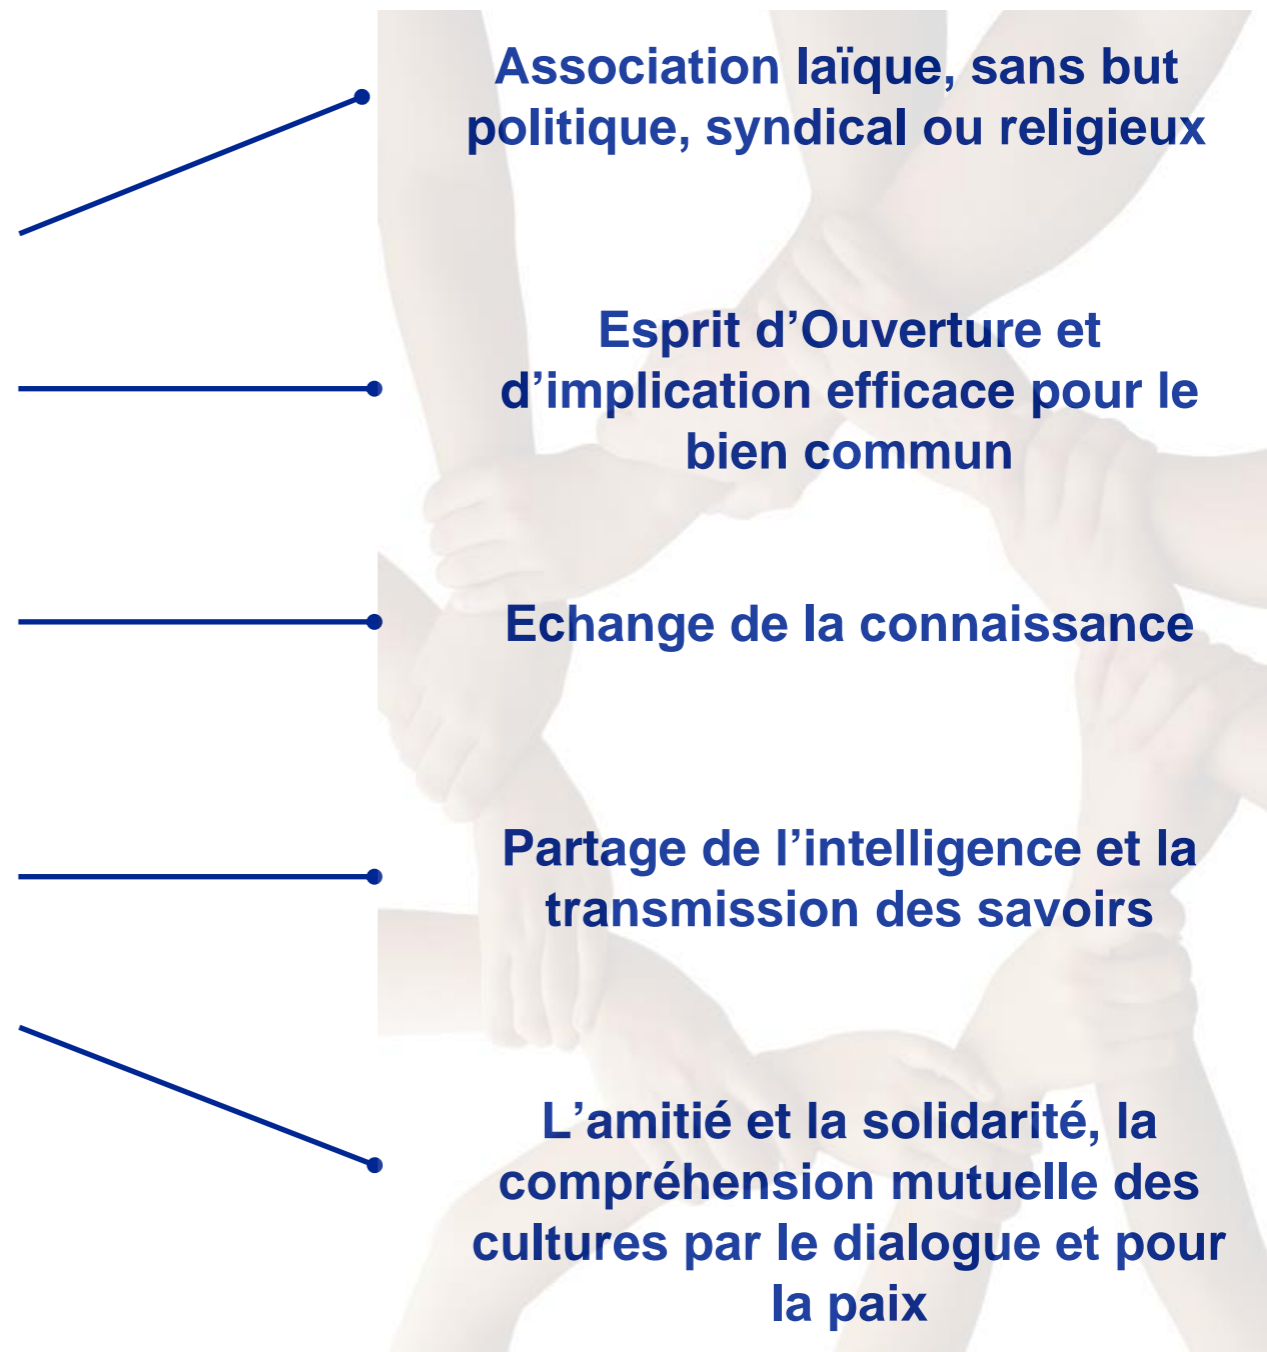 Association laïque, sans but
politique, syndical ou religieux
Esprit d’Ouverture et
d’implication efficace pour le
bien commun
Echange de la connaissance
Partage de l’intelligence et la
transmission des savoirs
L’amitié et la solidarité, la
compréhension mutuelle des
cultures par le dialogue et pour
la paix